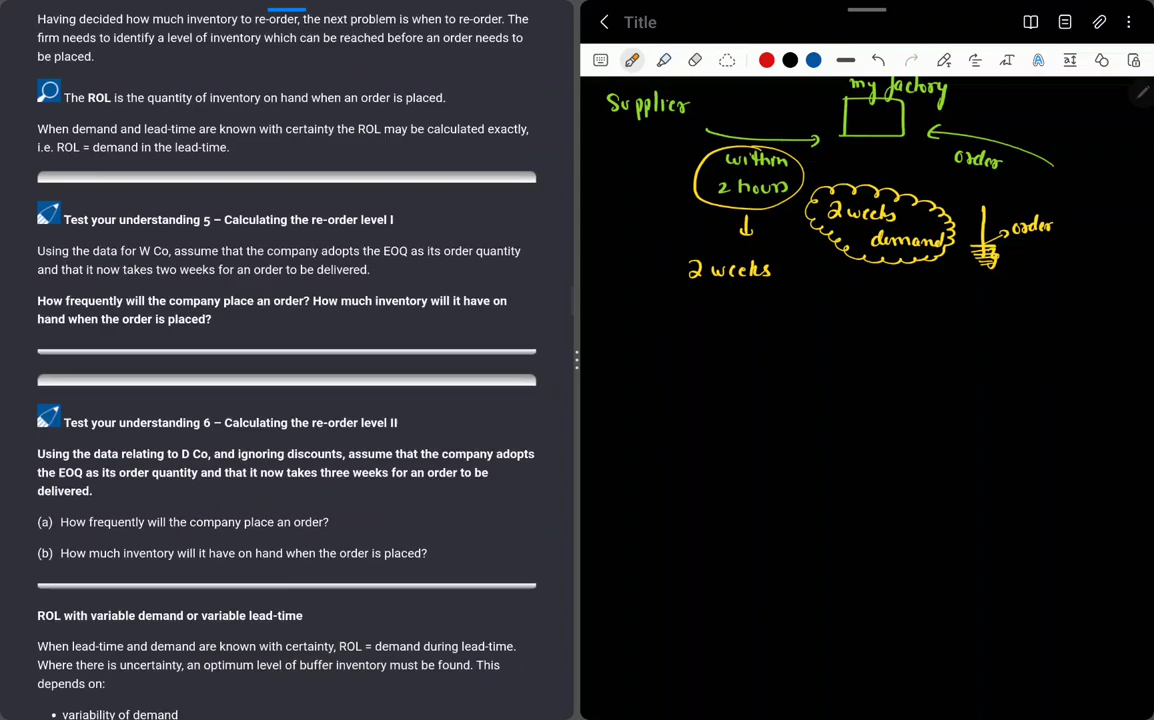 Having decided how much inventory to re-order, the next problem is when to re-order. The
firm needs to identify a level of inventory which can be reached before an order needs to
be placed.
The ROL is the quantity of inventory on hand when an order is placed.
When demand and lead-time are known with certainty the ROL may be calculated exactly,
i.e. ROL = demand in the lead-time.
Test your understanding 5 – Calculating the re-order level I
Using the data for W Co, assume that the company adopts the EOQ as its order quantity
and that it now takes two weeks for an order to be delivered.
How frequently will the company place an order? How much inventory will it have on
hand when the order is placed?
Test your understanding 6 – Calculating the re-order level II
Using the data relating to D Co, and ignoring discounts, assume that the company adopts
the EOQ as its order quantity and that it now takes three weeks for an order to be
delivered.
(a) How frequently will the company place an order?
(b) How much inventory will it have on hand when the order is placed?
ROL with variable demand or variable lead-time
When lead-time and demand are known with certainty, ROL = demand during lead-time.
Where there is uncertainty, an optimum level of buffer inventory must be found. This
depends on:
• variability of demand
Title
my factory
Supplier
within
2 hours
order
2 weeks
demand
order
2 weeks